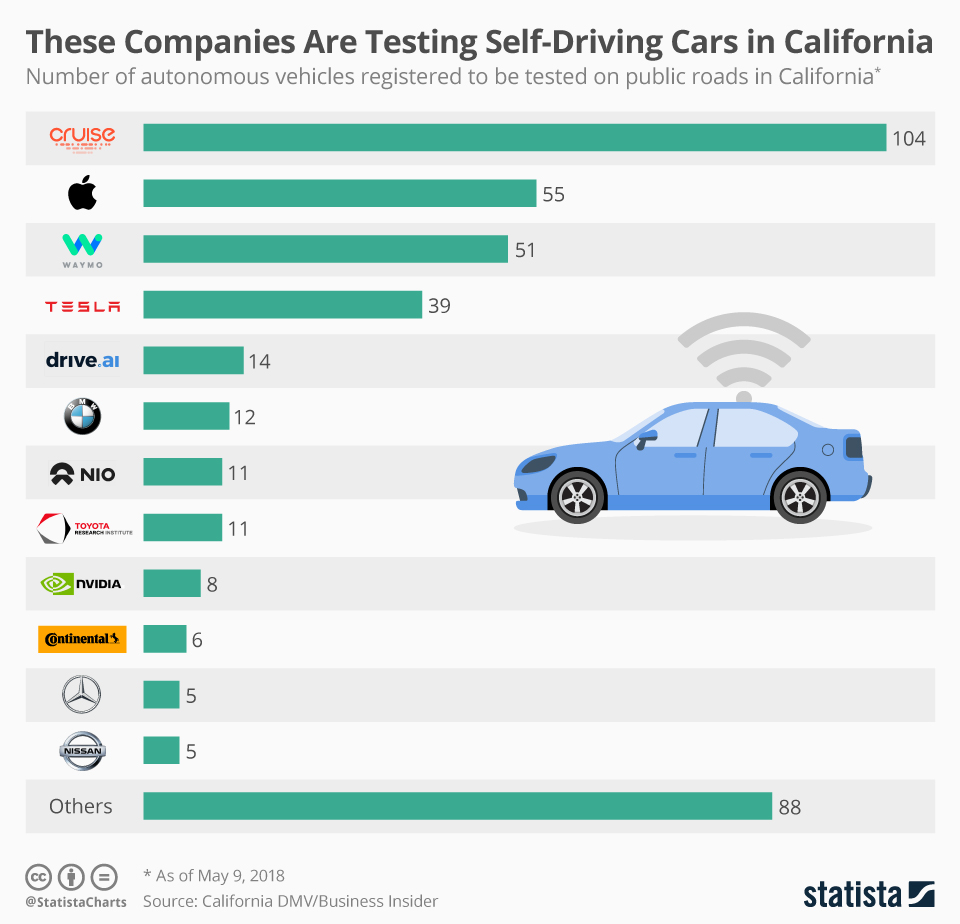 These Companies Are Testing Self-Driving Cars in California
Number of autonomous vehicles registered to be tested on public roads in California*
cruise
104
55
WAYMO
51
TESLA
39
drive.ai
14
BMW
12
NIO
11
TOYOTA
RESEARCH INSTITUTE
11
NVIDIA
8
Continental
6
5
NISSAN
5
Others
88
cc
* As of May 9, 2018
@StatistaCharts
Source: California DMV/Business Insider
statista